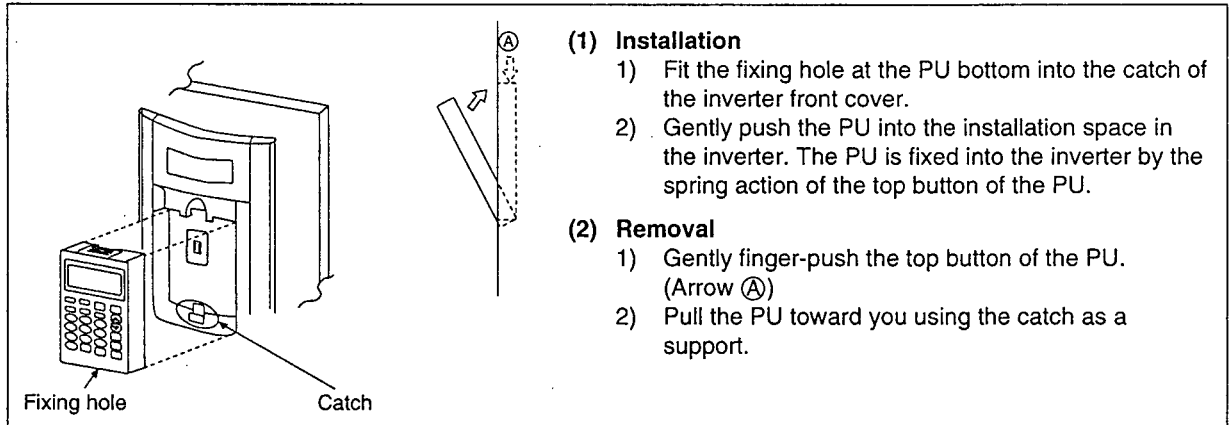 Ⓐ
Fixing hole
Catch
(1) Installation
1) Fit the fixing hole at the PU bottom into the catch of
the inverter front cover.
2) Gently push the PU into the installation space in
the inverter. The PU is fixed into the inverter by the
spring action of the top button of the PU.
(2) Removal
1) Gently finger-push the top button of the PU.
(Arrow Ⓐ)
2) Pull the PU toward you using the catch as a
support.